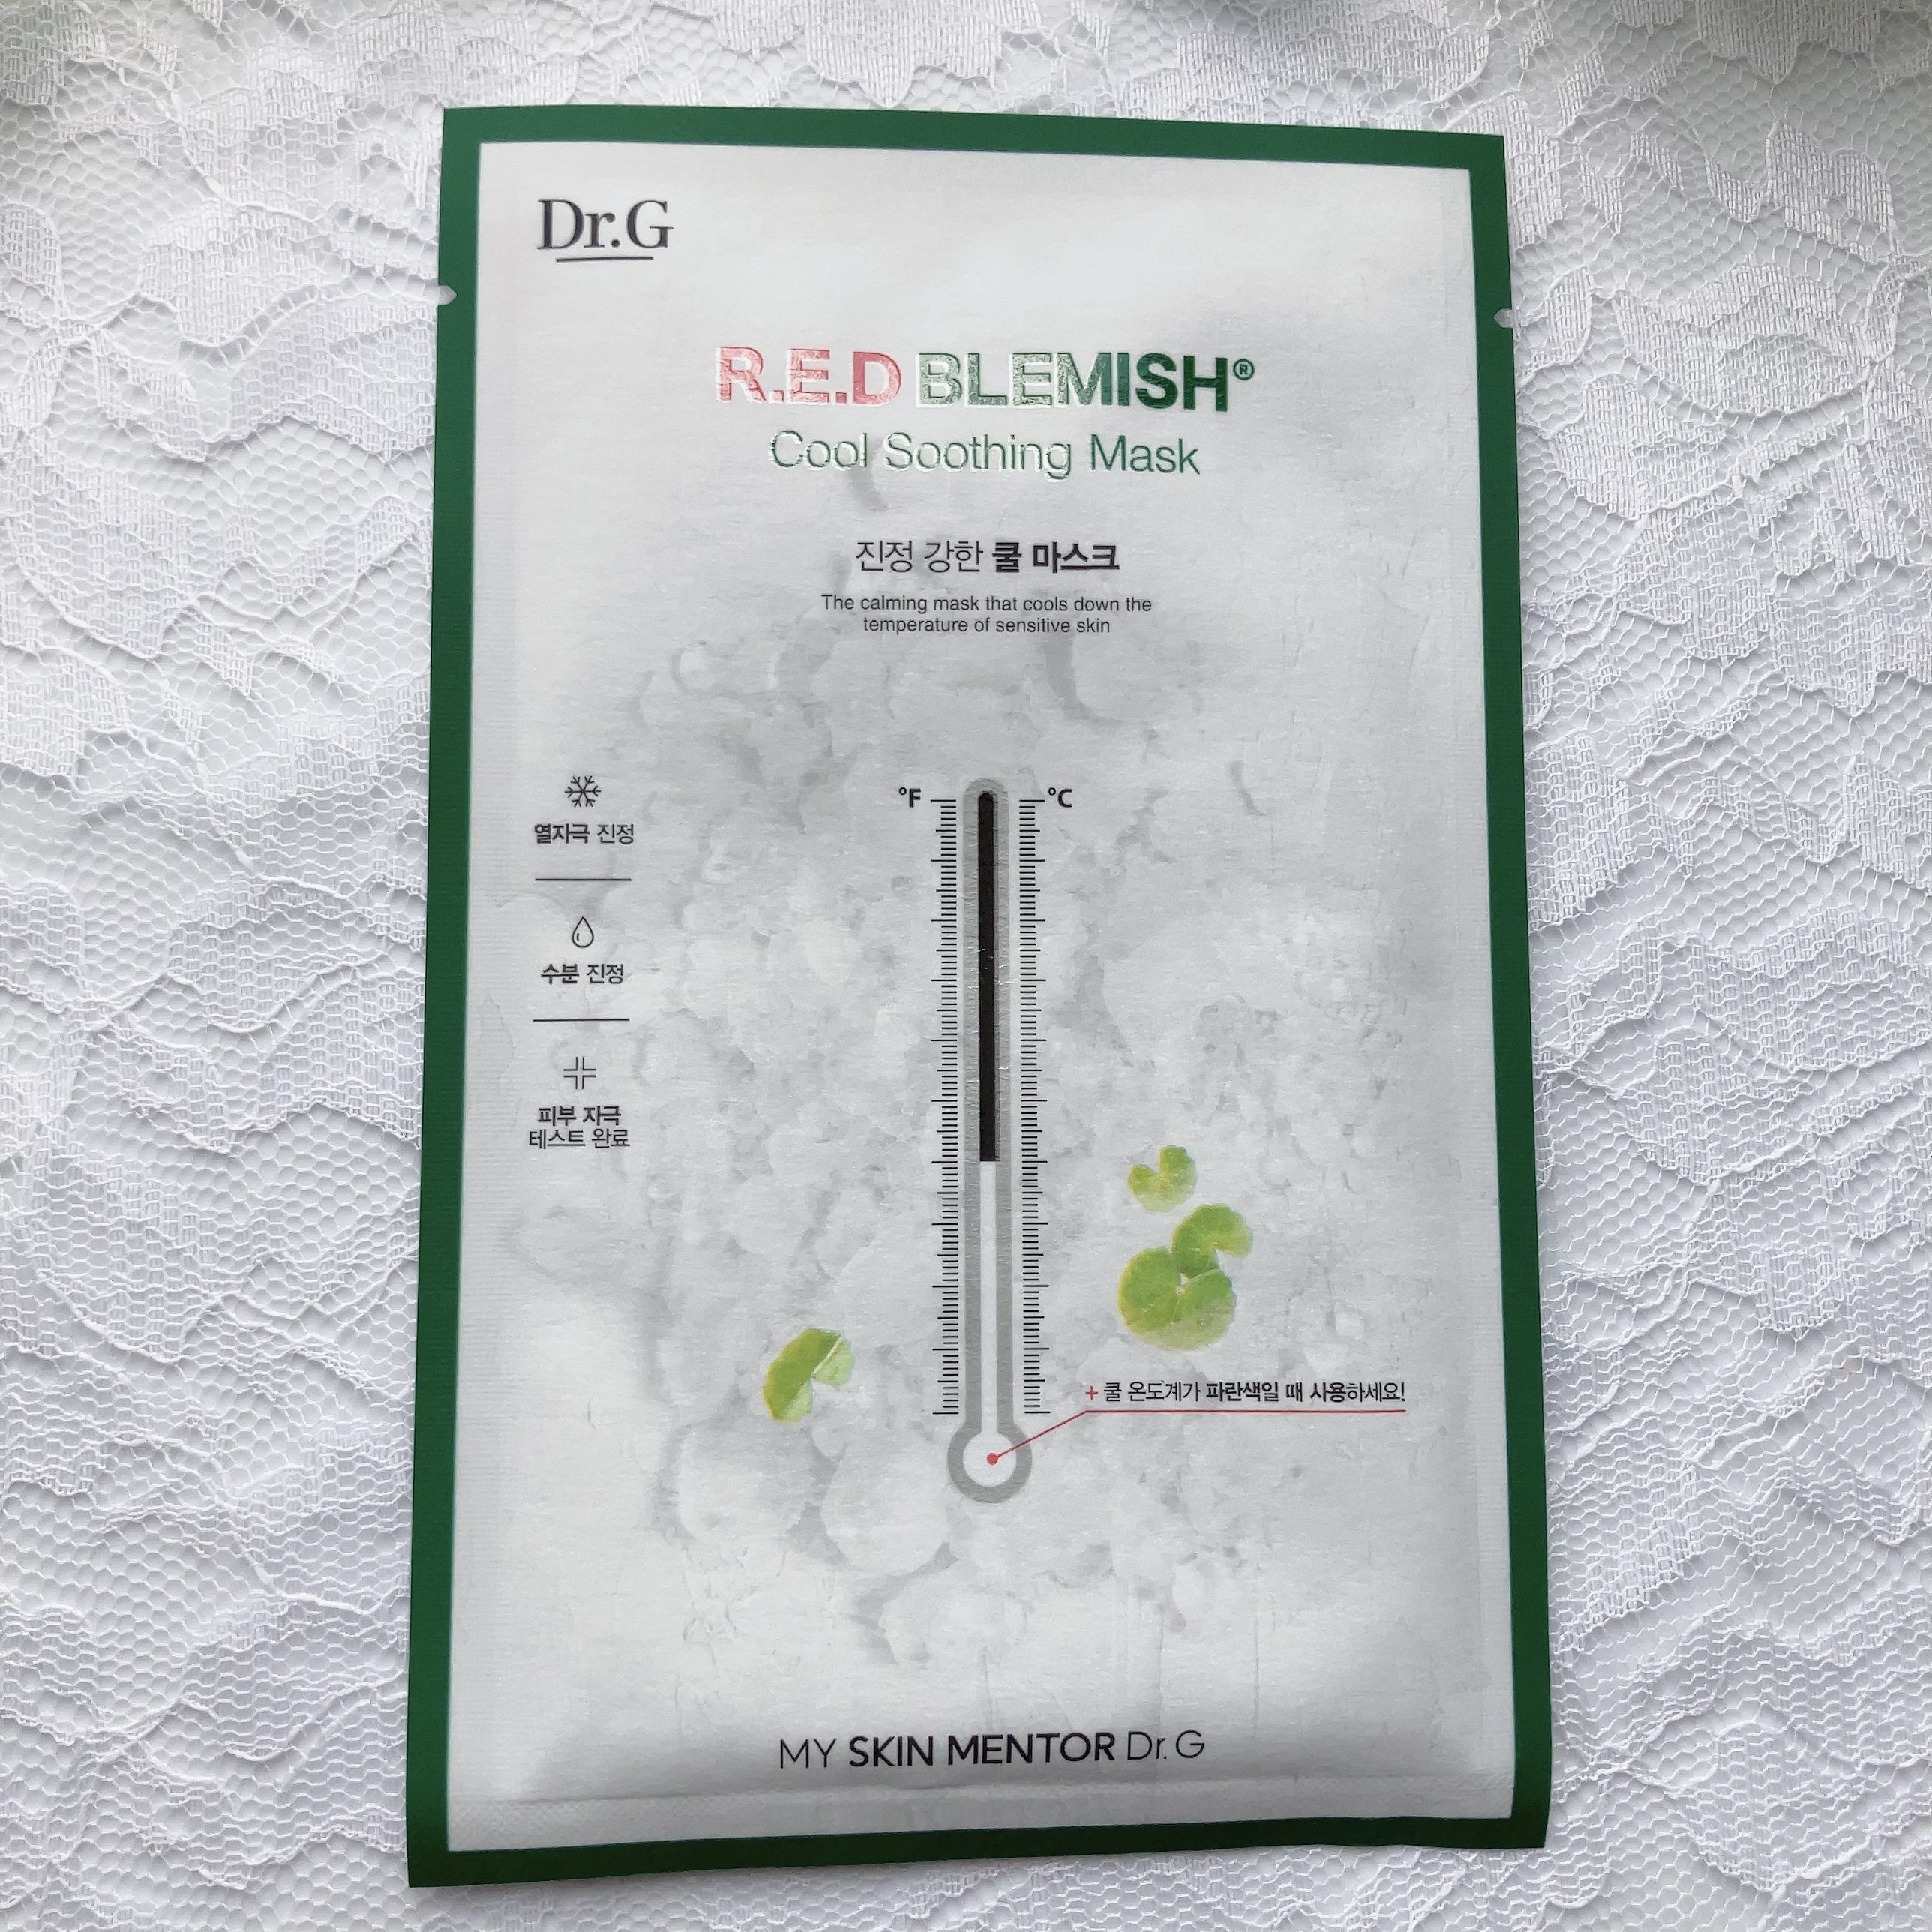 Dr.G
R.E.D BLEMISH®
Cool Soothing Mask
진정 강한 쿨 마스크
The calming mask that cools down the
temperature of sensitive skin
열자극 진정
수분 진정
피부 자극
테스트 완료
°F °C
+ 쿨 온도계가 파란색일 때 사용하세요!
MY SKIN MENTOR Dr.G